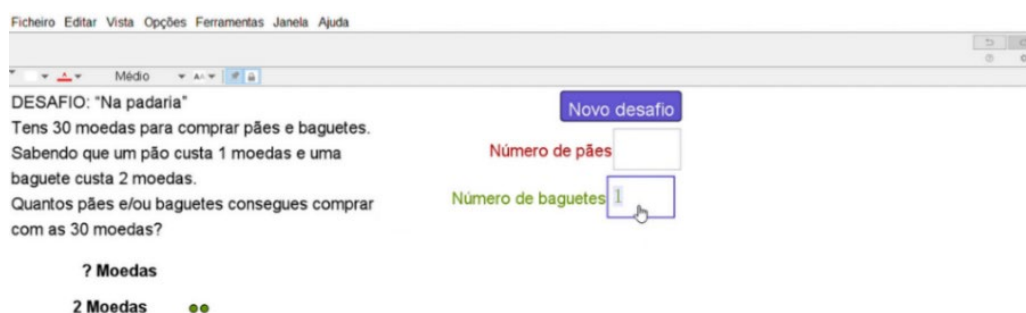 Ficheiro Editar Vista Opções Ferramentas Janela Ajuda
Médio
DESAFIO: "Na padaria"
Tens 30 moedas para comprar pães e baguetes.
Sabendo que um pão custa 1 moedas e uma
baguete custa 2 moedas.
Quantos pães e/ou baguetes consegues comprar
com as 30 moedas?
Novo desafio
Número de pães
Número de baguetes 1
? Moedas
2 Moedas